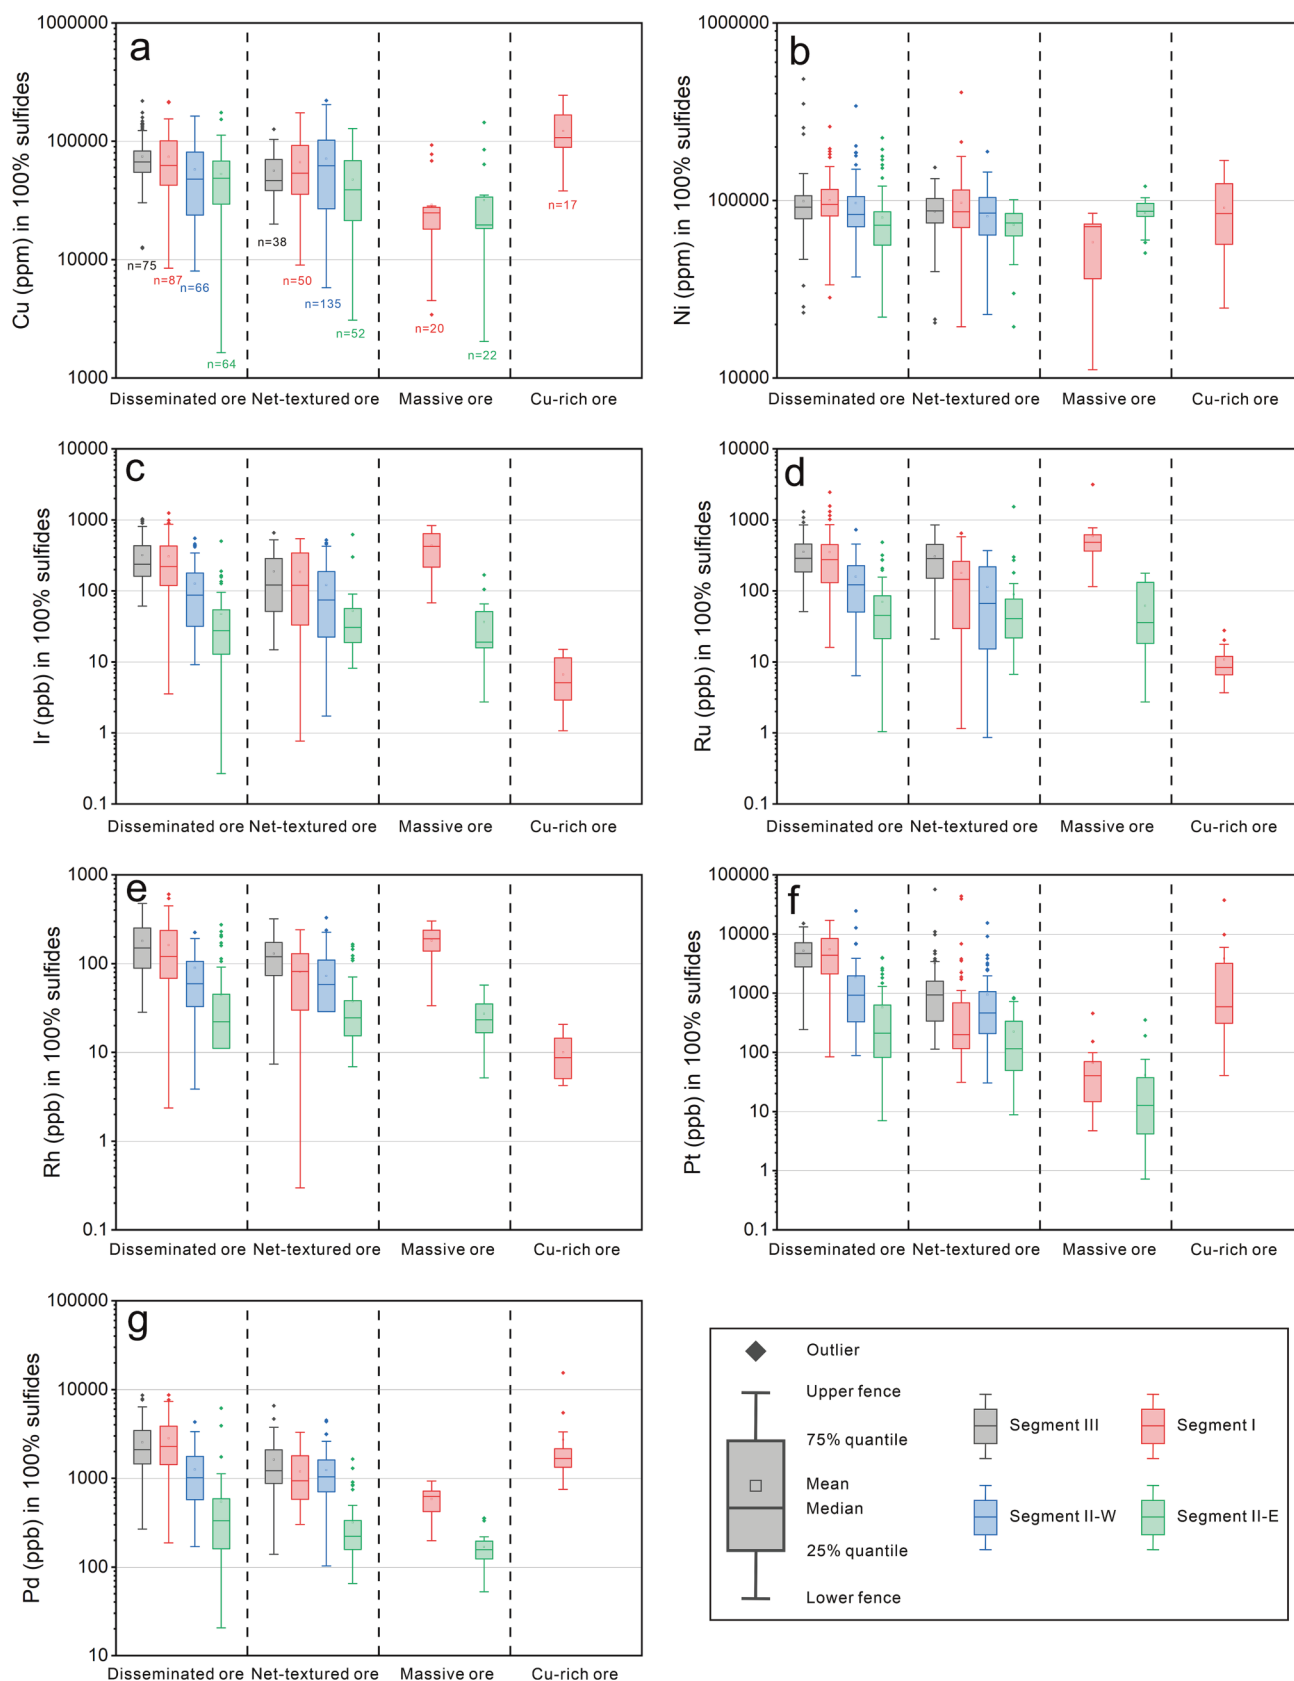 a
Cu (ppm) in 100% sulfides
1000000
100000
10000
1000
n=75
n=87
n=66
n=64
n=38
n=50
n=135
n=52
n=20
n=22
n=17
Disseminated ore Net-textured ore Massive ore Cu-rich ore
b
Ni (ppm) in 100% sulfides
1000000
100000
10000
Disseminated ore Net-textured ore Massive ore Cu-rich ore
c
Ir (ppb) in 100% sulfides
10000
1000
100
10
1
0.1
Disseminated ore Net-textured ore Massive ore Cu-rich ore
d
Ru (ppb) in 100% sulfides
10000
1000
100
10
1
0.1
Disseminated ore Net-textured ore Massive ore Cu-rich ore
e
Rh (ppb) in 100% sulfides
1000
100
10
1
0.1
Disseminated ore Net-textured ore Massive ore Cu-rich ore
f
Pt (ppb) in 100% sulfides
100000
10000
1000
100
10
1
0.1
Disseminated ore Net-textured ore Massive ore Cu-rich ore
g
Pd (ppb) in 100% sulfides
100000
10000
1000
100
10
Disseminated ore Net-textured ore Massive ore Cu-rich ore
Outlier
Upper fence
75% quantile
Mean
Median
25% quantile
Lower fence
Segment III
Segment I
Segment II-W
Segment II-E